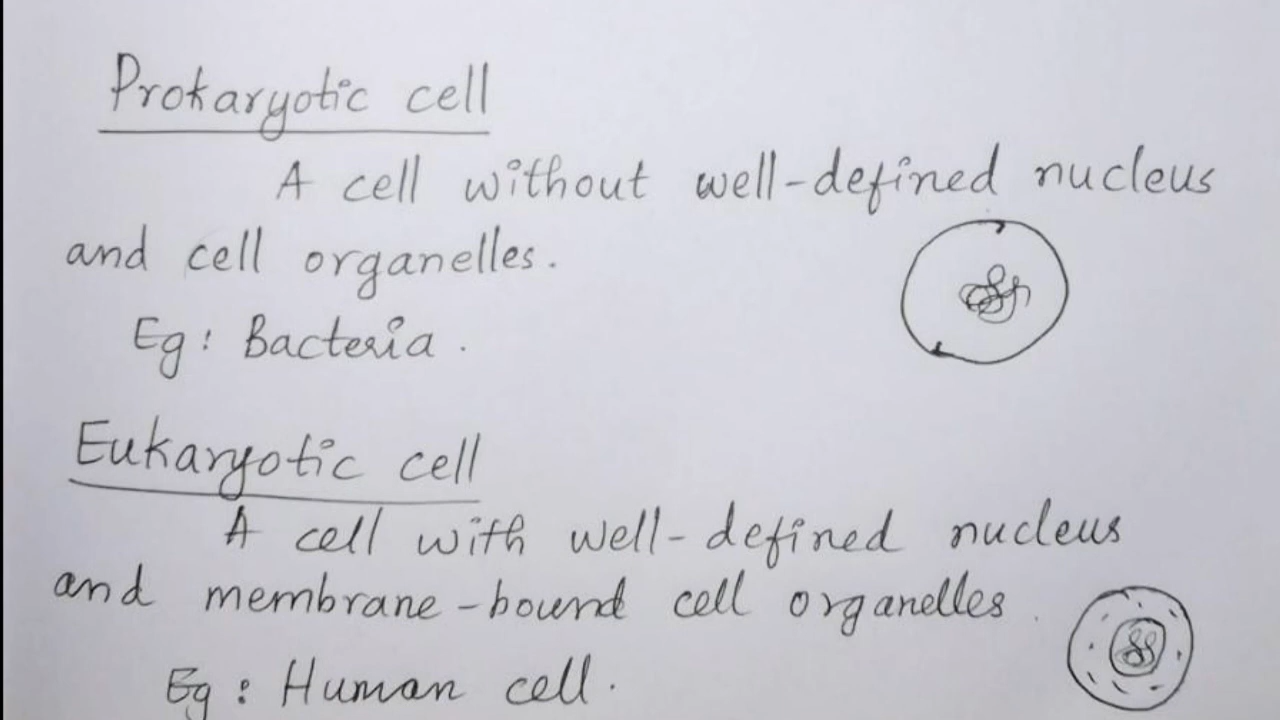 Prokaryotic cell
A cell without well-defined nucleus
and cell organelles.
Eg: Bacteria.
Eukaryotic cell
A cell with well-defined nucleus
and membrane-bound cell organelles.
Eg: Human cell.